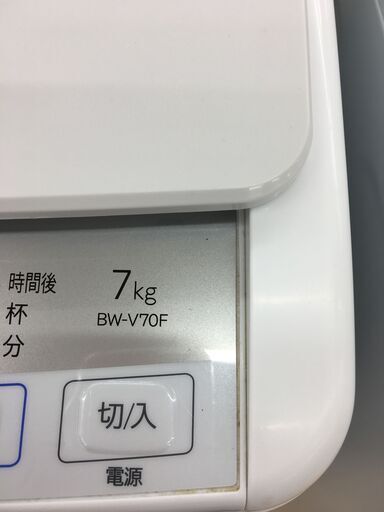 時間後
杯
分
7kg
BW-V70F
切/入
電源